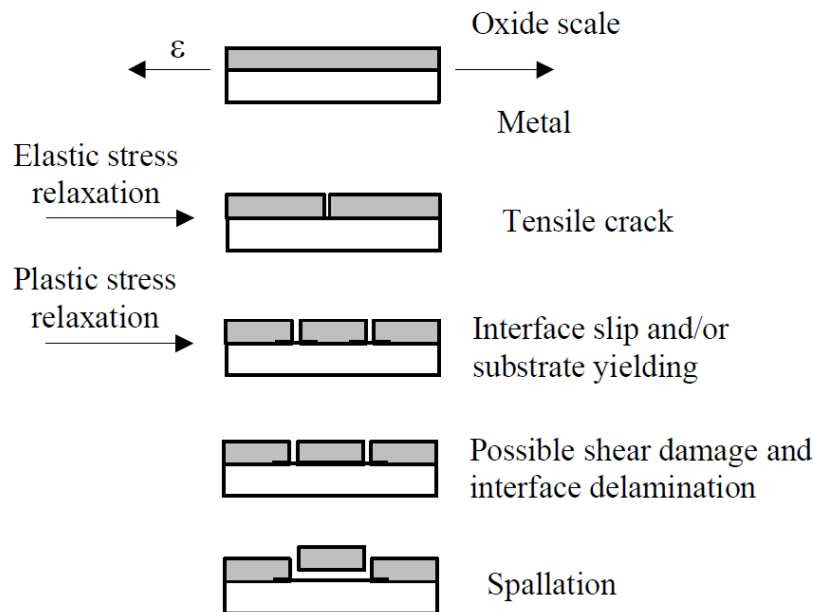 Oxide scale
ε
Metal
Elastic stress
relaxation
Tensile crack
Plastic stress
relaxation
Interface slip and/or
substrate yielding
Possible shear damage and
interface delamination
Spallation